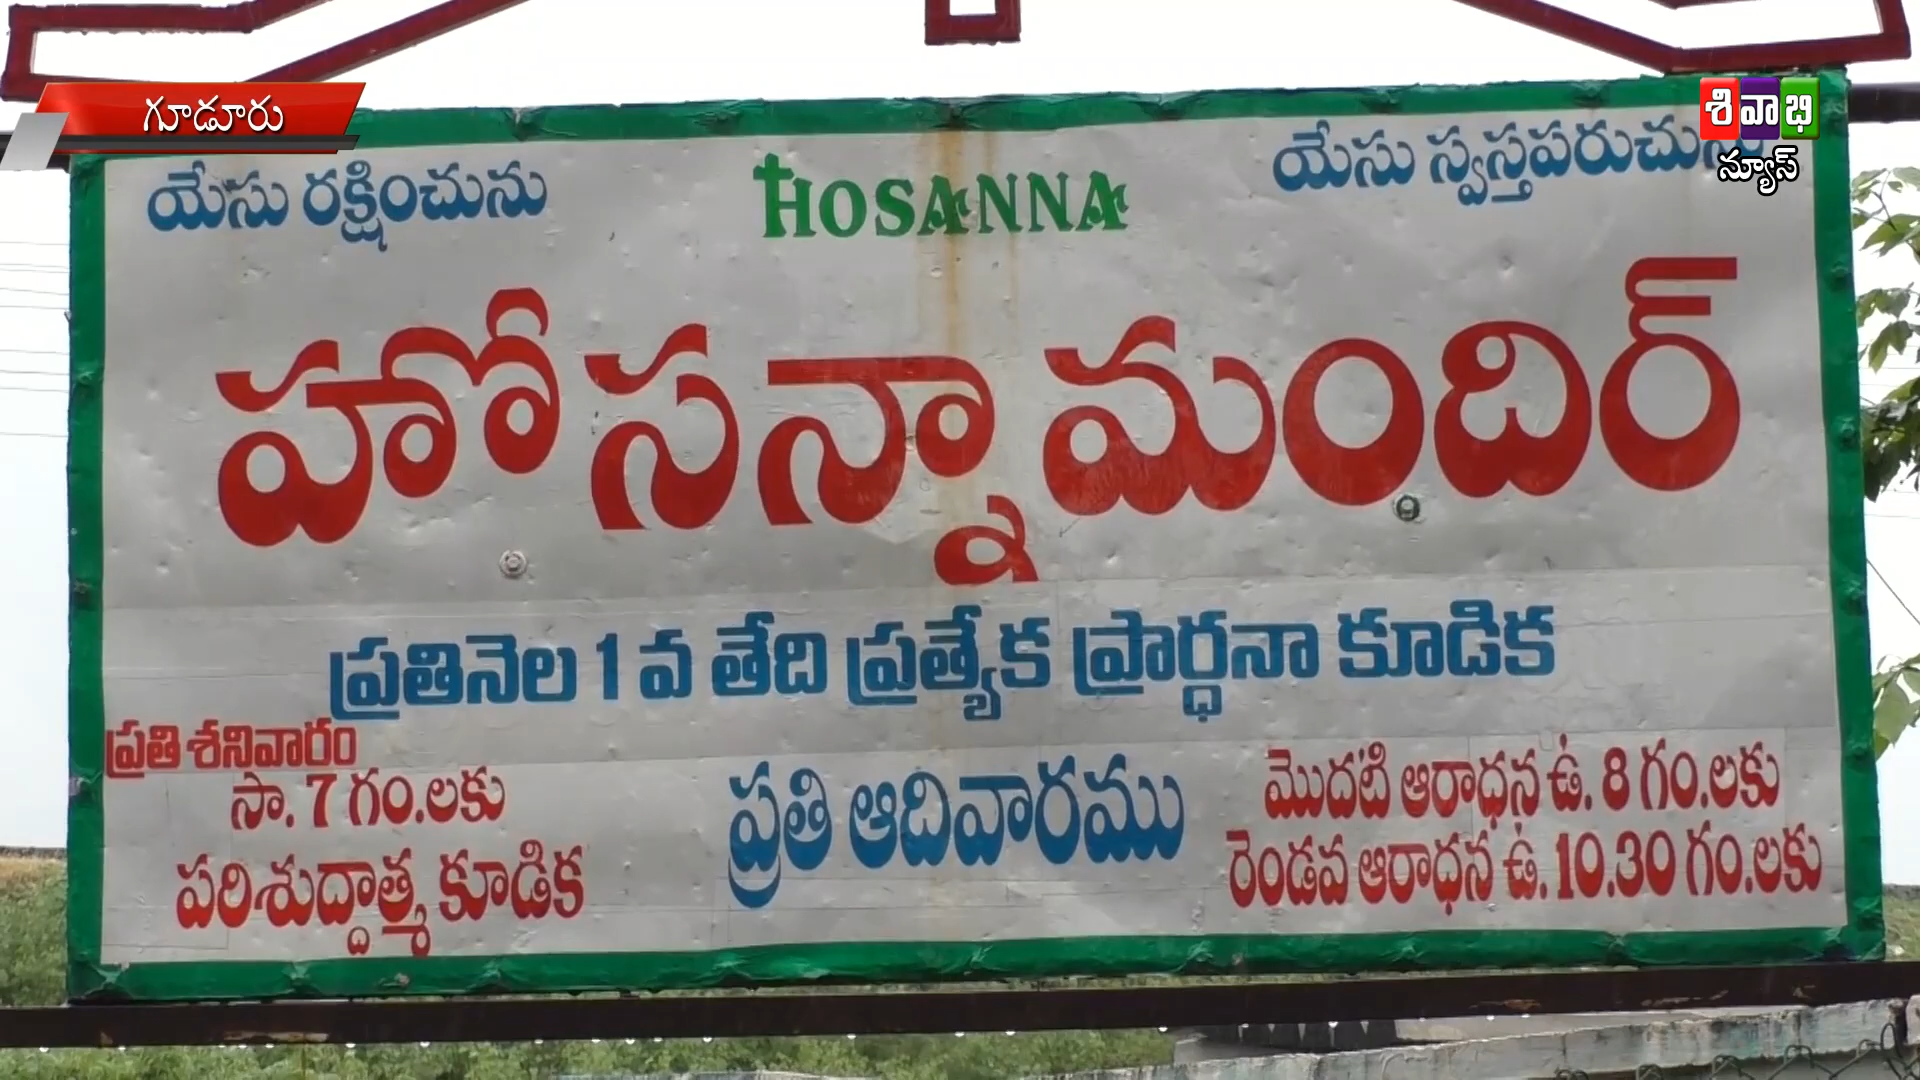 గూడూరు
శివాభి
న్యూస్
యేసు రక్షించును
HOSANNA
యేసు స్వస్తపరుచును
హోసన్నా మందిర్
ప్రతినెల 1 వ తేది ప్రత్యేక ప్రార్ధనా కూడిక
ప్రతి శనివారం
సా. 7 గం.లకు
పరిశుద్దాత్మ కూడిక
ప్రతి ఆదివారము
మొదటి ఆరాధన ఉ. 8 గం.లకు
రెండవ ఆరాధన ఉ. 10.30 గం.లకు